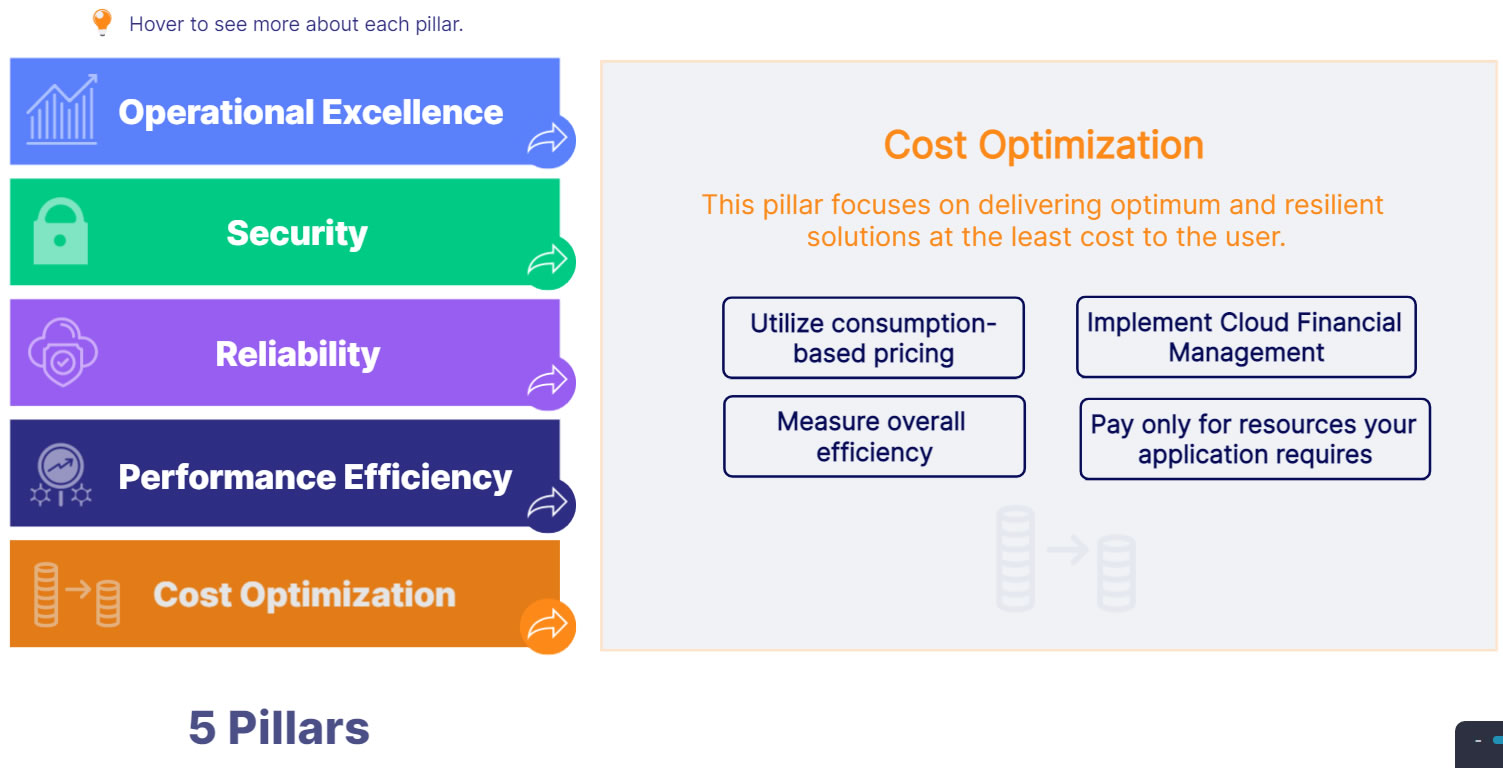 Hover to see more about each pillar.
Operational Excellence
Security
Reliability
Performance Efficiency
Cost Optimization
5 Pillars
Cost Optimization
This pillar focuses on delivering optimum and resilient
solutions at the least cost to the user.
Utilize consumption-
based pricing
Implement Cloud Financial
Management
Measure overall
efficiency
Pay only for resources your
application requires